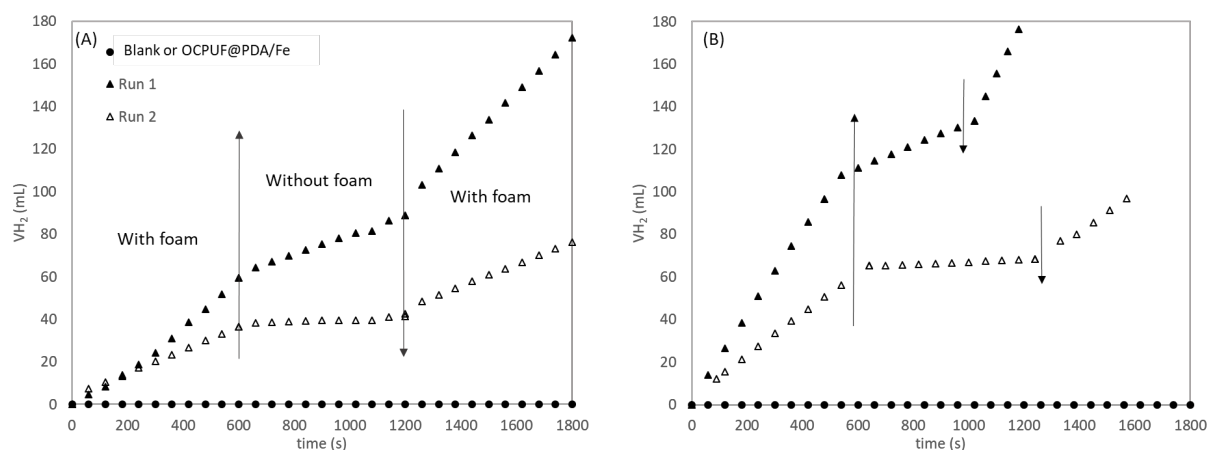 (A)
Blank or OCPUF@PDA/Fe
Run 1
Run 2
With foam
Without foam
With foam
VH₂ (mL)
180
160
140
120
100
80
60
40
20
0
0 200 400 600 800 1000 1200 1400 1600 1800
time (s)
(B)
VH₂ (mL)
180
160
140
120
100
80
60
40
20
0
0 200 400 600 800 1000 1200 1400 1600 1800
time (s)